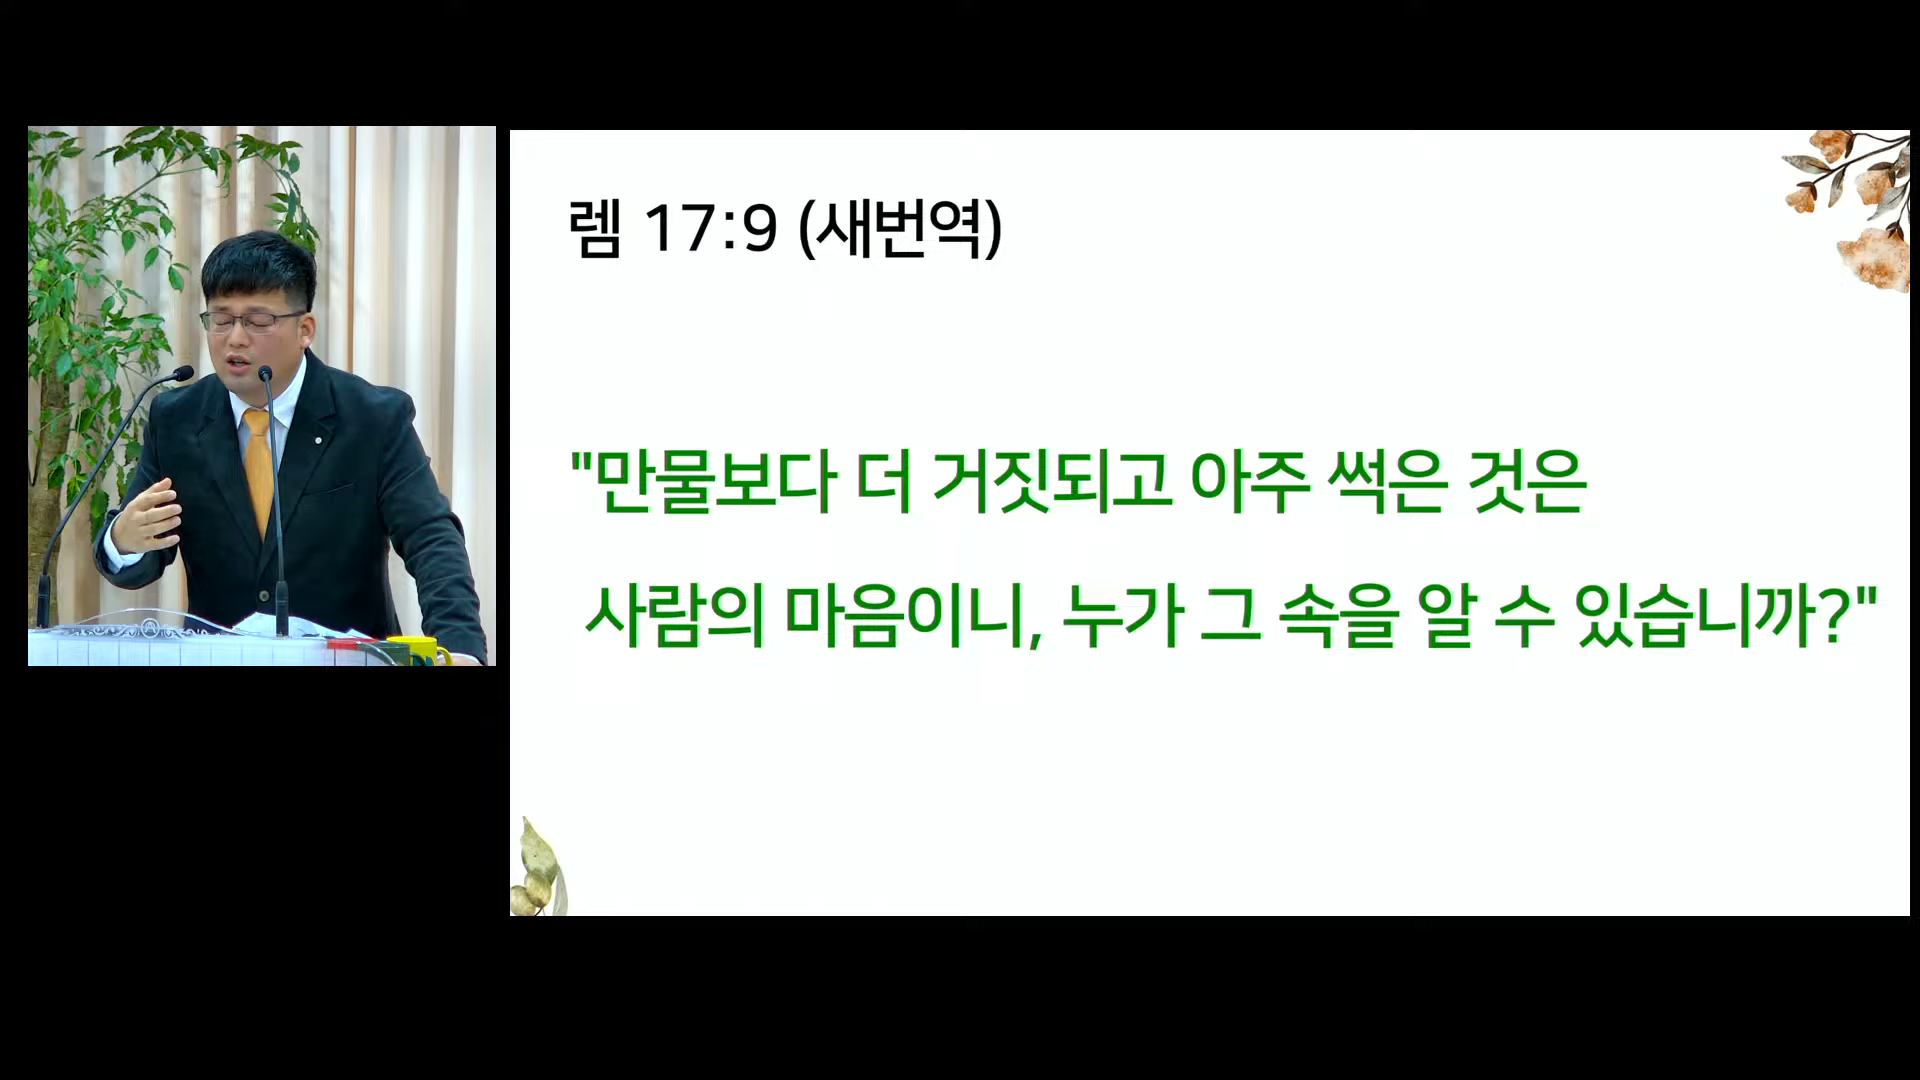 렘 17:9 (새번역)
"만물보다 더 거짓되고 아주 썩은 것은
사람의 마음이니, 누가 그 속을 알 수 있습니까?"